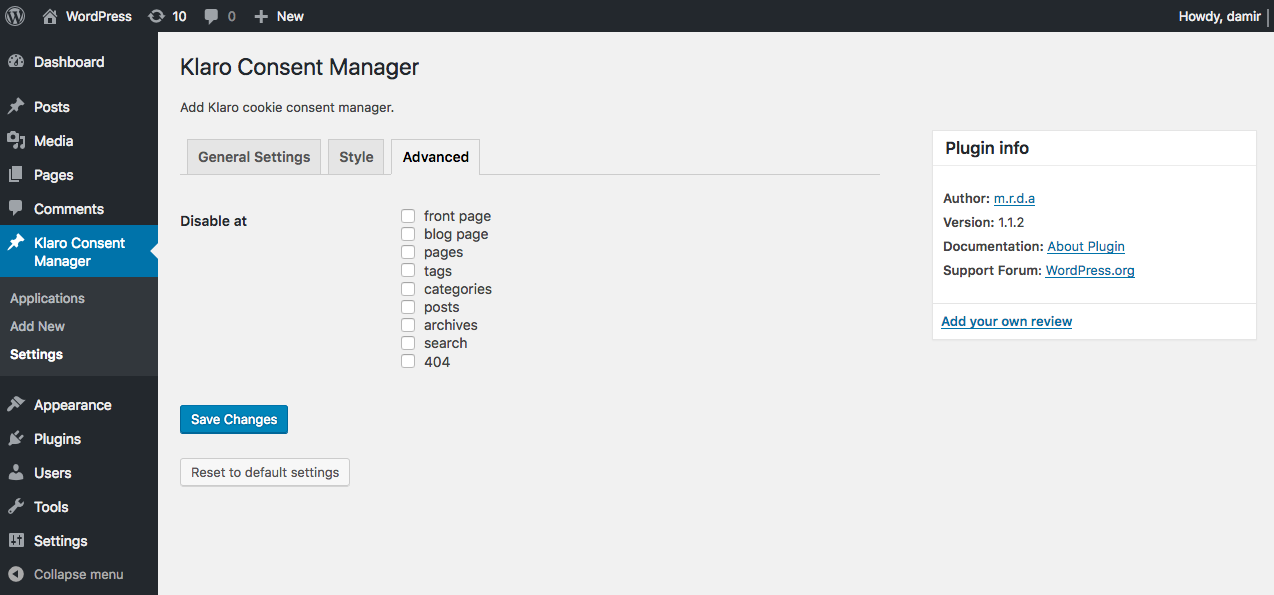 WordPress 10 0 New Howdy, damir
Dashboard
Posts
Media
Pages
Comments
Klaro Consent
Manager
Applications
Add New
Settings
Appearance
Plugins
Users
Tools
Settings
Collapse menu
Klaro Consent Manager
Add Klaro cookie consent manager.
General Settings Style Advanced
Disable at
front page
blog page
pages
tags
categories
posts
archives
search
404
Save Changes
Reset to default settings
Plugin info
Author: m.r.d.a
Version: 1.1.2
Documentation: About Plugin
Support Forum: WordPress.org
Add your own review